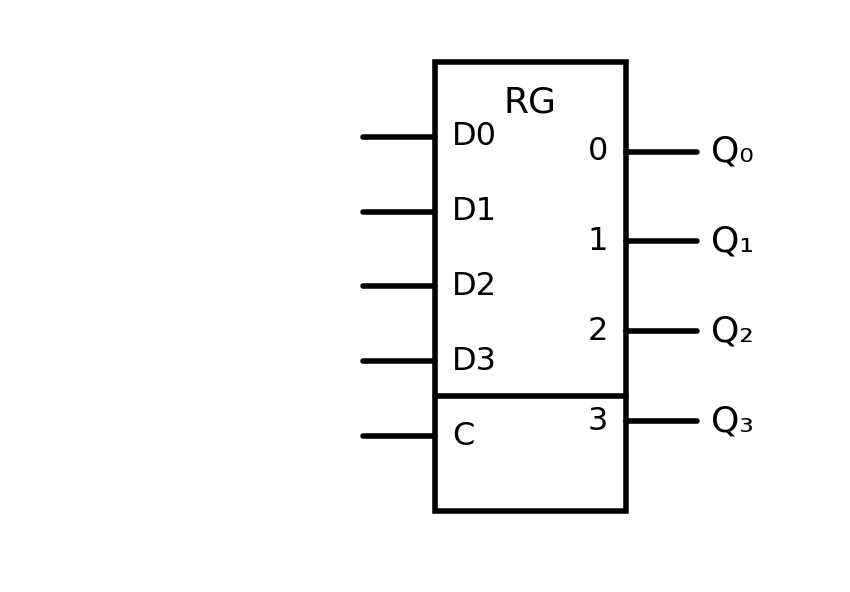 RG
D0
0 Q₀
D1
1 Q₁
D2
2 Q₂
D3
3 Q₃
C